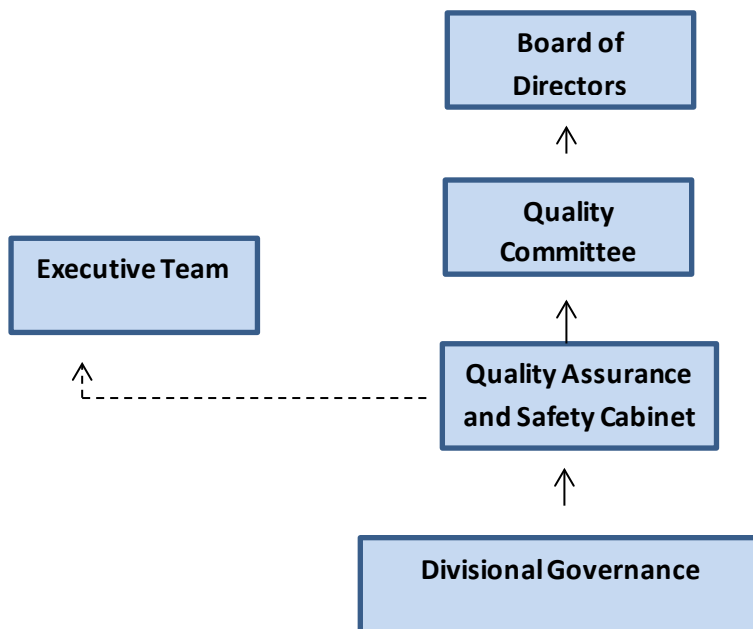 Board of
Directors
Quality
Committee
Executive Team
Quality Assurance
and Safety Cabinet
Divisional Governance